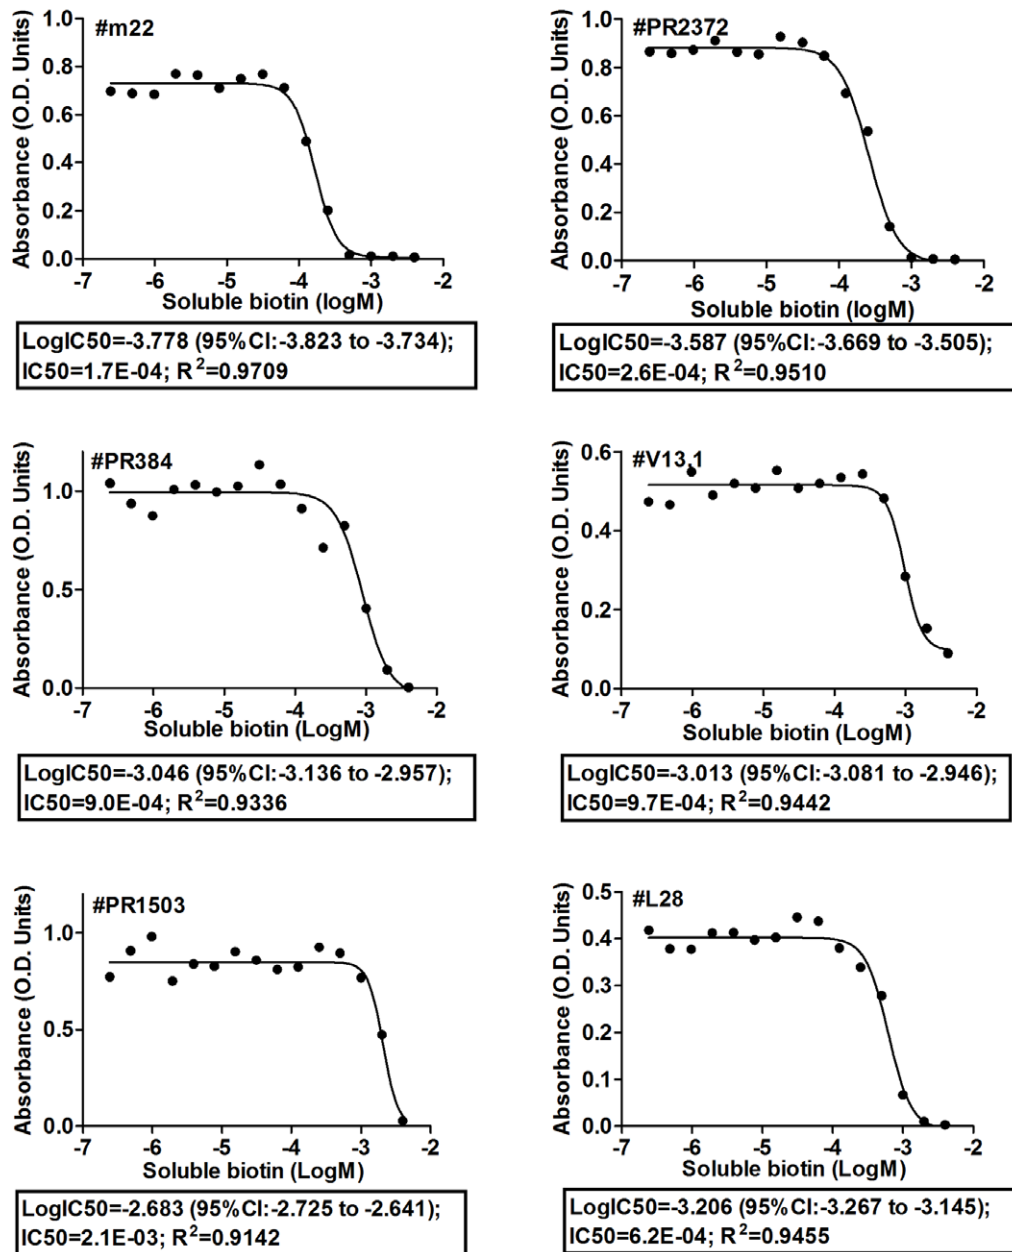 #m22
Absorbance (O.D. Units)
1.0
0.8
0.6
0.4
0.2
0.0
-7 -6 -5 -4 -3 -2
Soluble biotin (logM)
LogIC50=-3.778 (95%CI:-3.823 to -3.734);
IC50=1.7E-04; R²=0.9709
#PR2372
Absorbance (O.D. Units)
1.0
0.8
0.6
0.4
0.2
0.0
-7 -6 -5 -4 -3 -2
Soluble biotin (logM)
LogIC50=-3.587 (95%CI:-3.669 to -3.505);
IC50=2.6E-04; R²=0.9510
#PR384
Absorbance (O.D. Units)
1.0
0.5
0.0
-7 -6 -5 -4 -3 -2
Soluble biotin (LogM)
LogIC50=-3.046 (95%CI:-3.136 to -2.957);
IC50=9.0E-04; R²=0.9336
#V13.1
Absorbance (O.D. Units)
0.6
0.4
0.2
0.0
-7 -6 -5 -4 -3 -2
Soluble biotin (LogM)
LogIC50=-3.013 (95%CI:-3.081 to -2.946);
IC50=9.7E-04; R²=0.9442
#PR1503
Absorbance (O.D. Units)
1.0
0.5
0.0
-7 -6 -5 -4 -3 -2
Soluble biotin (LogM)
LogIC50=-2.683 (95%CI:-2.725 to -2.641);
IC50=2.1E-03; R²=0.9142
#L28
Absorbance (O.D. Units)
0.5
0.4
0.3
0.2
0.1
0.0
-7 -6 -5 -4 -3 -2
Soluble biotin (LogM)
LogIC50=-3.206 (95%CI:-3.267 to -3.145);
IC50=6.2E-04; R²=0.9455